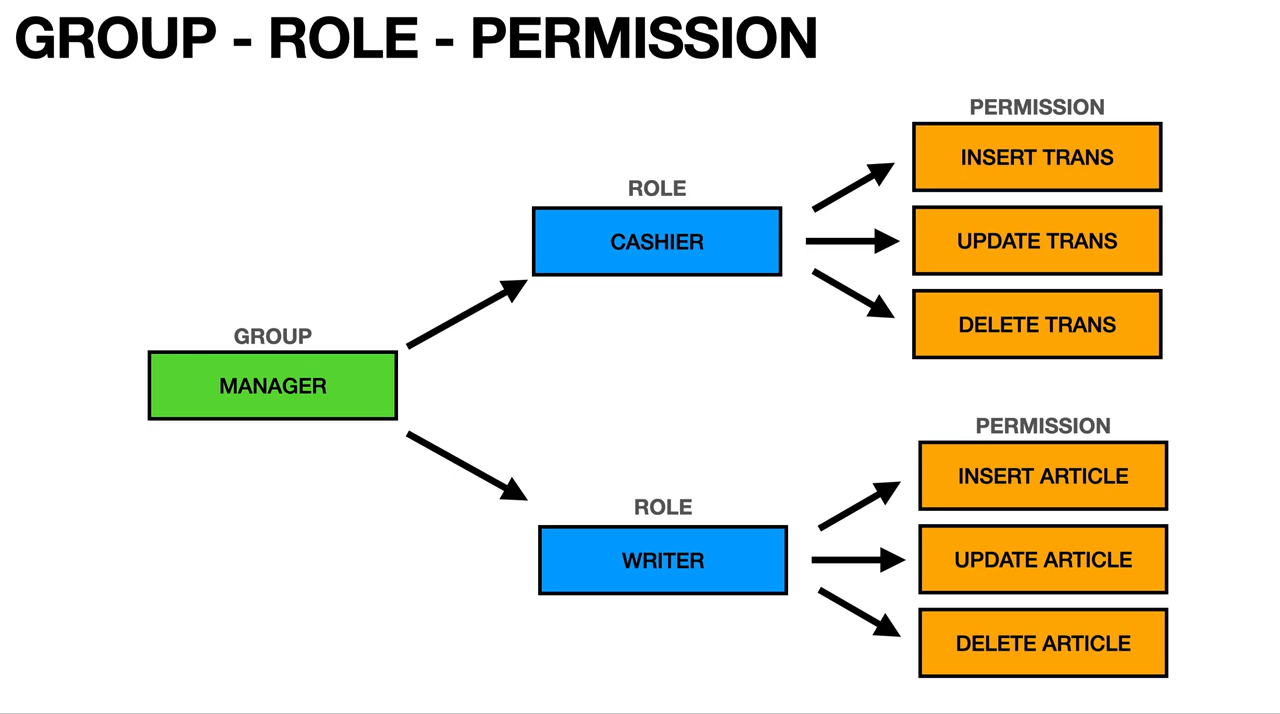 GROUP - ROLE - PERMISSION
PERMISSION
INSERT TRANS
ROLE
CASHIER
UPDATE TRANS
DELETE TRANS
GROUP
MANAGER
PERMISSION
INSERT ARTICLE
ROLE
WRITER
UPDATE ARTICLE
DELETE ARTICLE